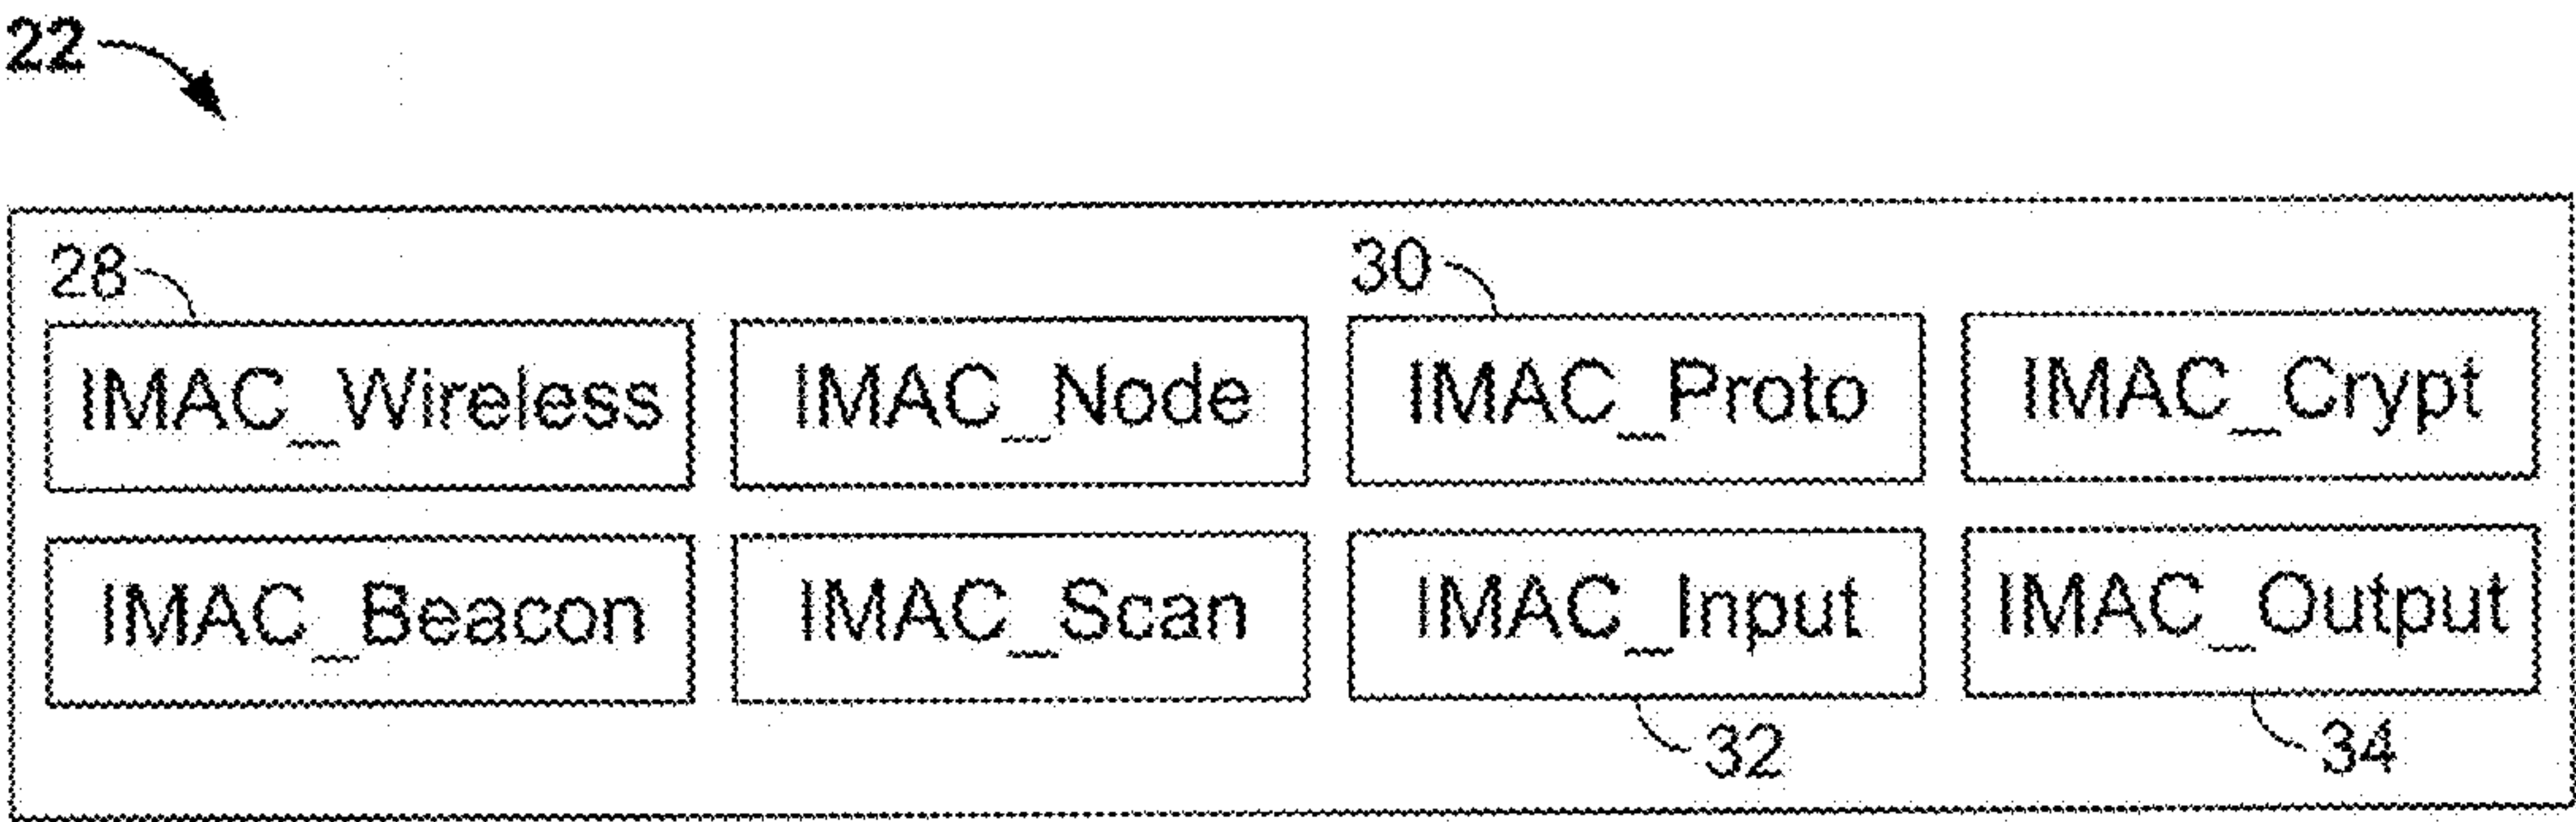 22
28 30
IMAC_Wireless IMAC_Node IMAC_Proto IMAC_Crypt
IMAC_Beacon IMAC_Scan IMAC_Input IMAC_Output
32 34